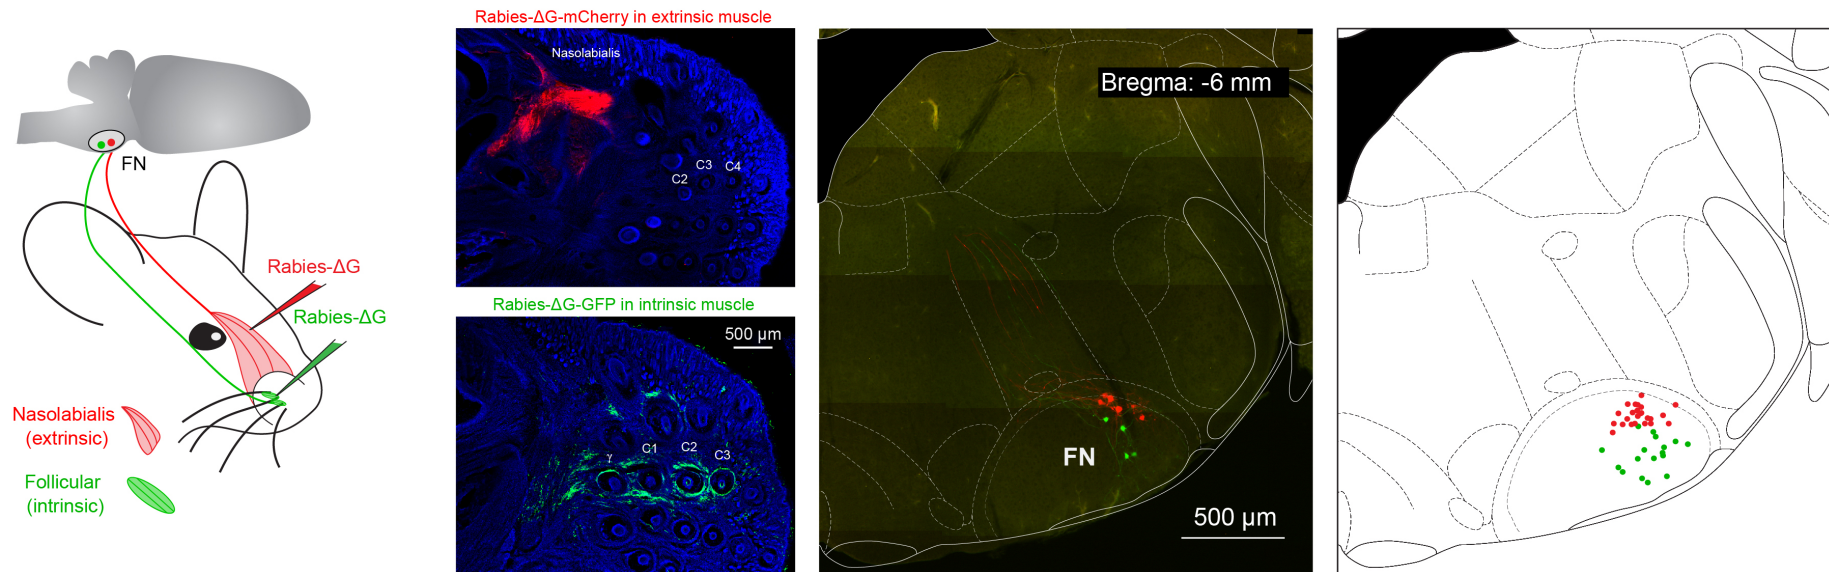 FN
Rabies-ΔG
Rabies-ΔG
Nasolabialis
(extrinsic)
Follicular
(intrinsic)
Rabies-ΔG-mCherry in extrinsic muscle
Nasolabialis
C3
C4
C2
Rabies-ΔG-GFP in intrinsic muscle
500 µm
C1
C2
C3
γ
Bregma: -6 mm
FN
500 µm